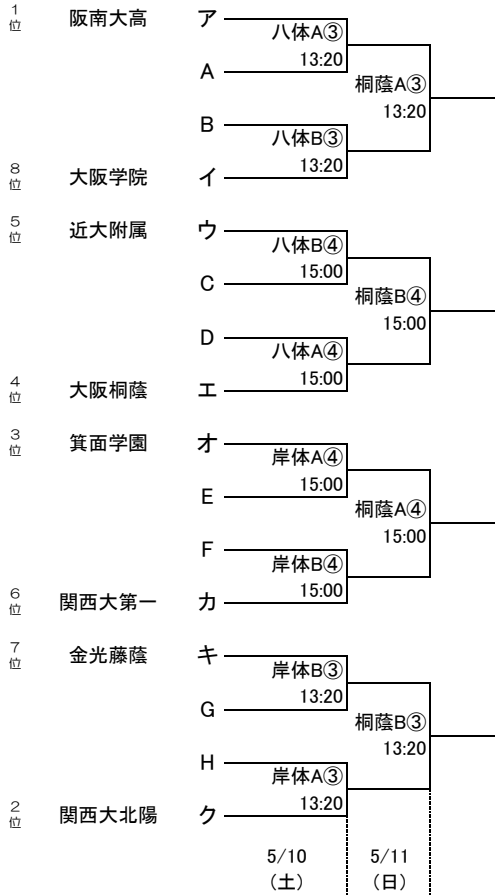 1位 阪南大高 ア
八体A③
13:20
A
桐蔭A③
13:20
B
八体B③
13:20
8位 大阪学院 イ
5位 近大附属 ウ
八体B④
15:00
C
桐蔭B④
15:00
D
八体A④
15:00
4位 大阪桐蔭 エ
3位 箕面学園 オ
岸体A④
15:00
E
桐蔭A④
15:00
F
岸体B④
15:00
6位 関西大第一 カ
7位 金光藤蔭 キ
岸体B③
13:20
G
桐蔭B③
13:20
H
岸体A③
13:20
2位 関西大北陽 ク
5/10 5/11
（土） （日）